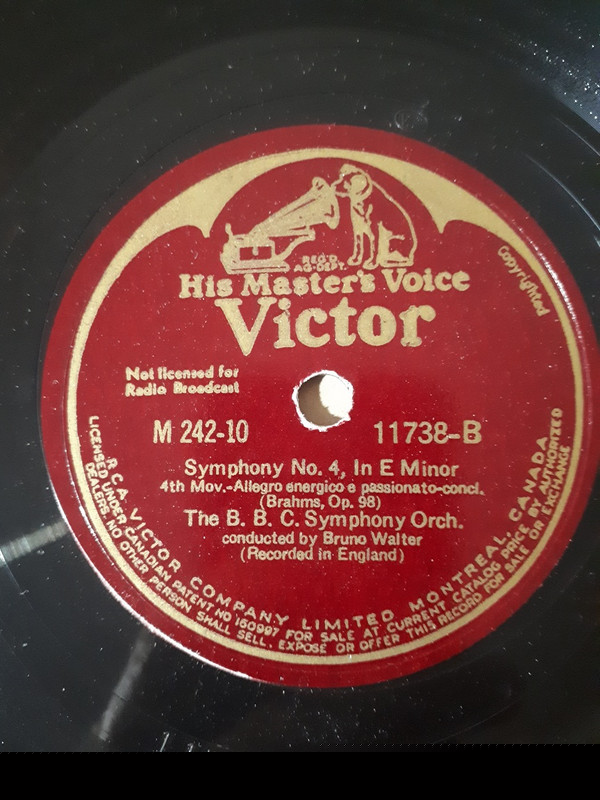 REG'D
AG-DEPT.
His Master's Voice
Victor
Copyrighted
Not licensed for
Radio Broadcast
M 242-10
11738-B
Symphony No. 4, In E Minor
4th Mov.-Allegro energico e passionato-concl.
(Brahms, Op. 98)
The B. B. C. Symphony Orch.
conducted by Bruno Walter
(Recorded in England)
RCA VICTOR COMPANY LIMITED MONTREAL, CANADA
LICENSED UNDER CANADIAN PATENT NO 160997 FOR SALE AT CURRENT CATALOG PRICE BY AUTHORIZED
DEALERS. NO OTHER PERSON SHALL SELL, EXPOSE OR OFFER THIS RECORD FOR SALE OR EXCHANGE